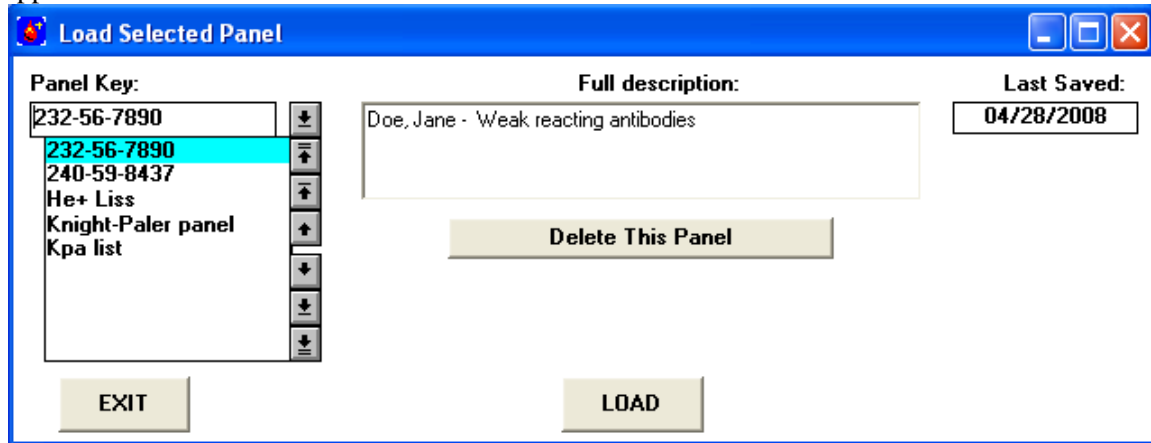 Load Selected Panel
Panel Key:
Full description:
Last Saved:
232-56-7890
Doe, Jane - Weak reacting antibodies
04/28/2008
232-56-7890
240-59-8437
He+ Liss
Knight-Paler panel
Kpa list
Delete This Panel
EXIT
LOAD